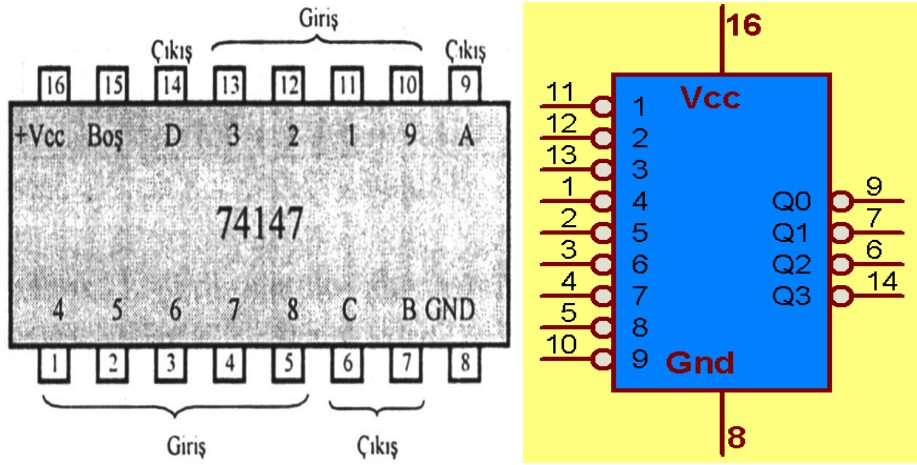 Giriş
Çıkış Çıkış
16 15 14 13 12 11 10 9
+Vcc Boş D 3 2 1 9 A
74147
4 5 6 7 8 C B GND
1 2 3 4 5 6 7 8
Giriş Çıkış
16
Vcc
11 1
12 2
13 3
1 4 Q0 9
2 5 Q1 7
3 6 Q2 6
4 7 Q3 14
5 8
10 9
Gnd
8